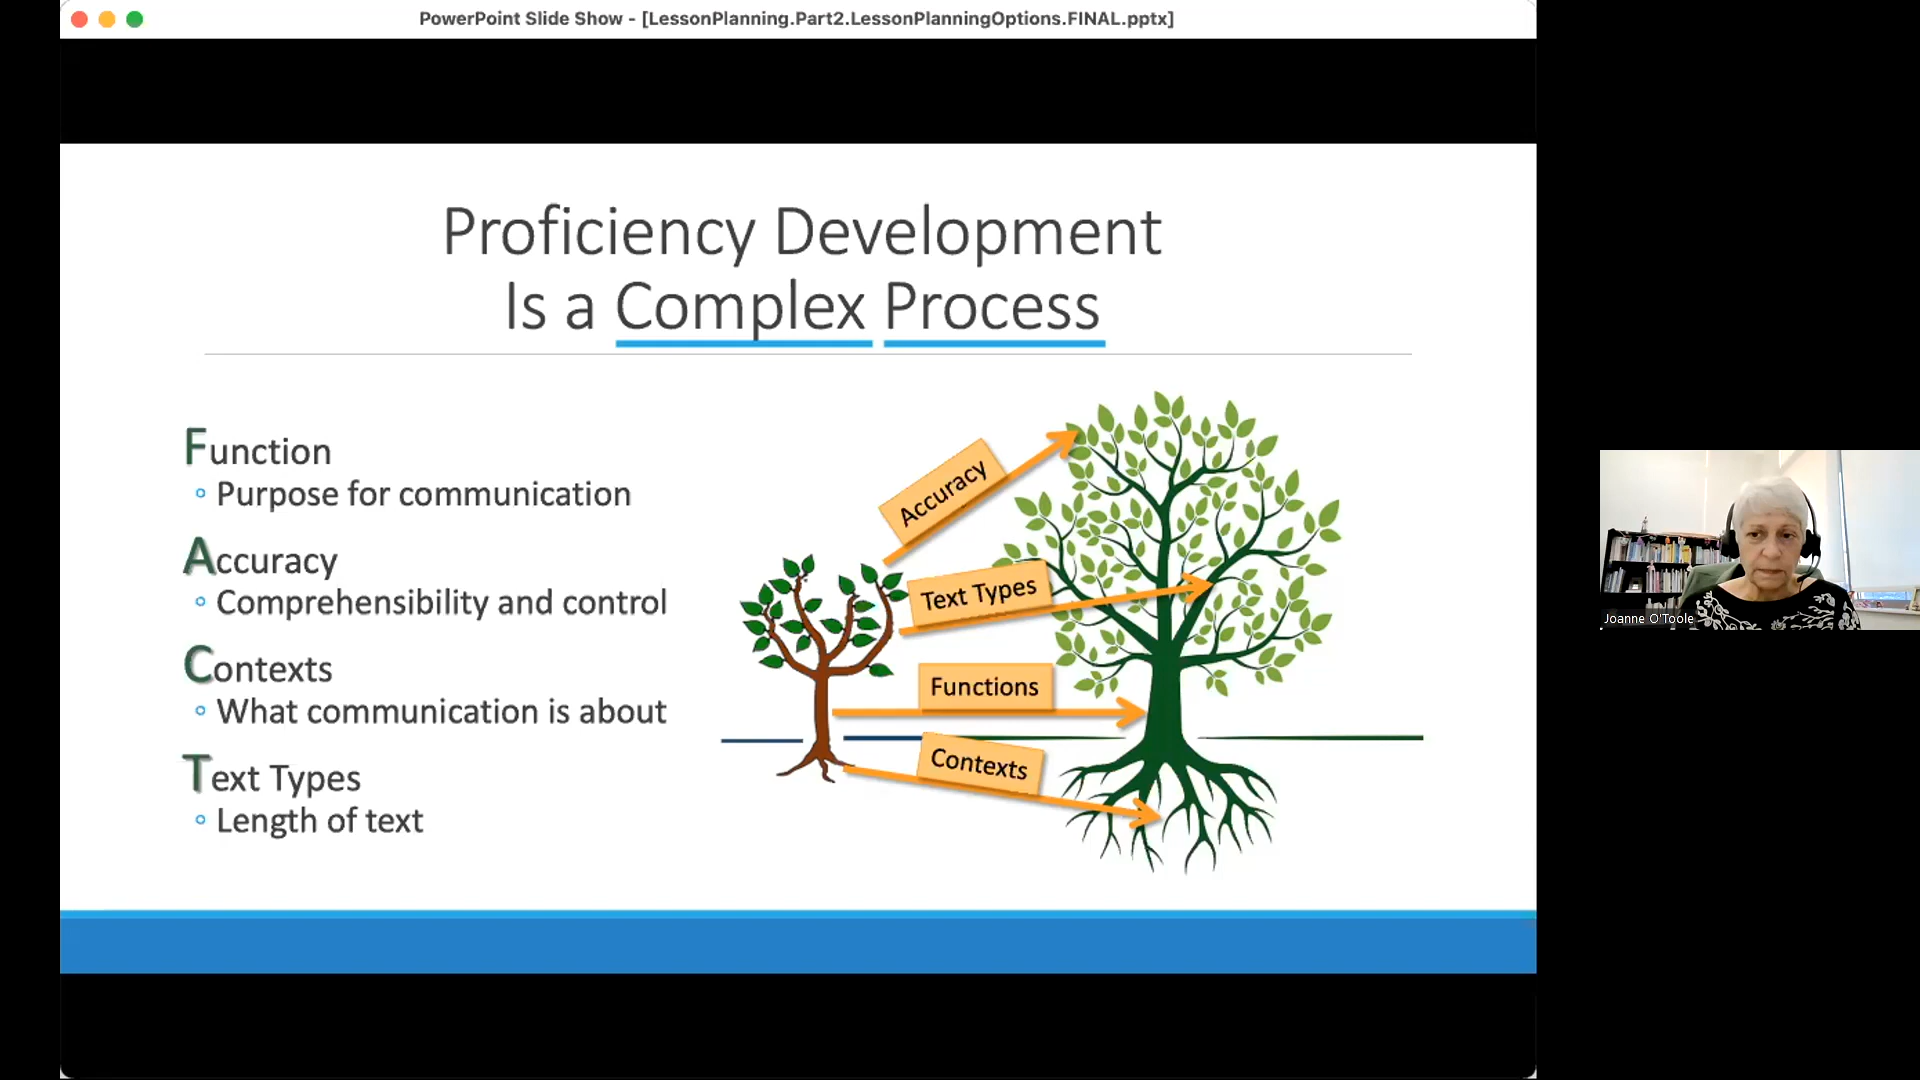 PowerPoint Slide Show - [LessonPlanning.Part2.LessonPlanningOptions.FINAL.pptx]
Proficiency Development
Is a Complex Process
Function
Purpose for communication
Accuracy
Comprehensibility and control
Contexts
What communication is about
Text Types
Length of text
Accuracy
Text Types
Functions
Contexts
Joanne O'Toole